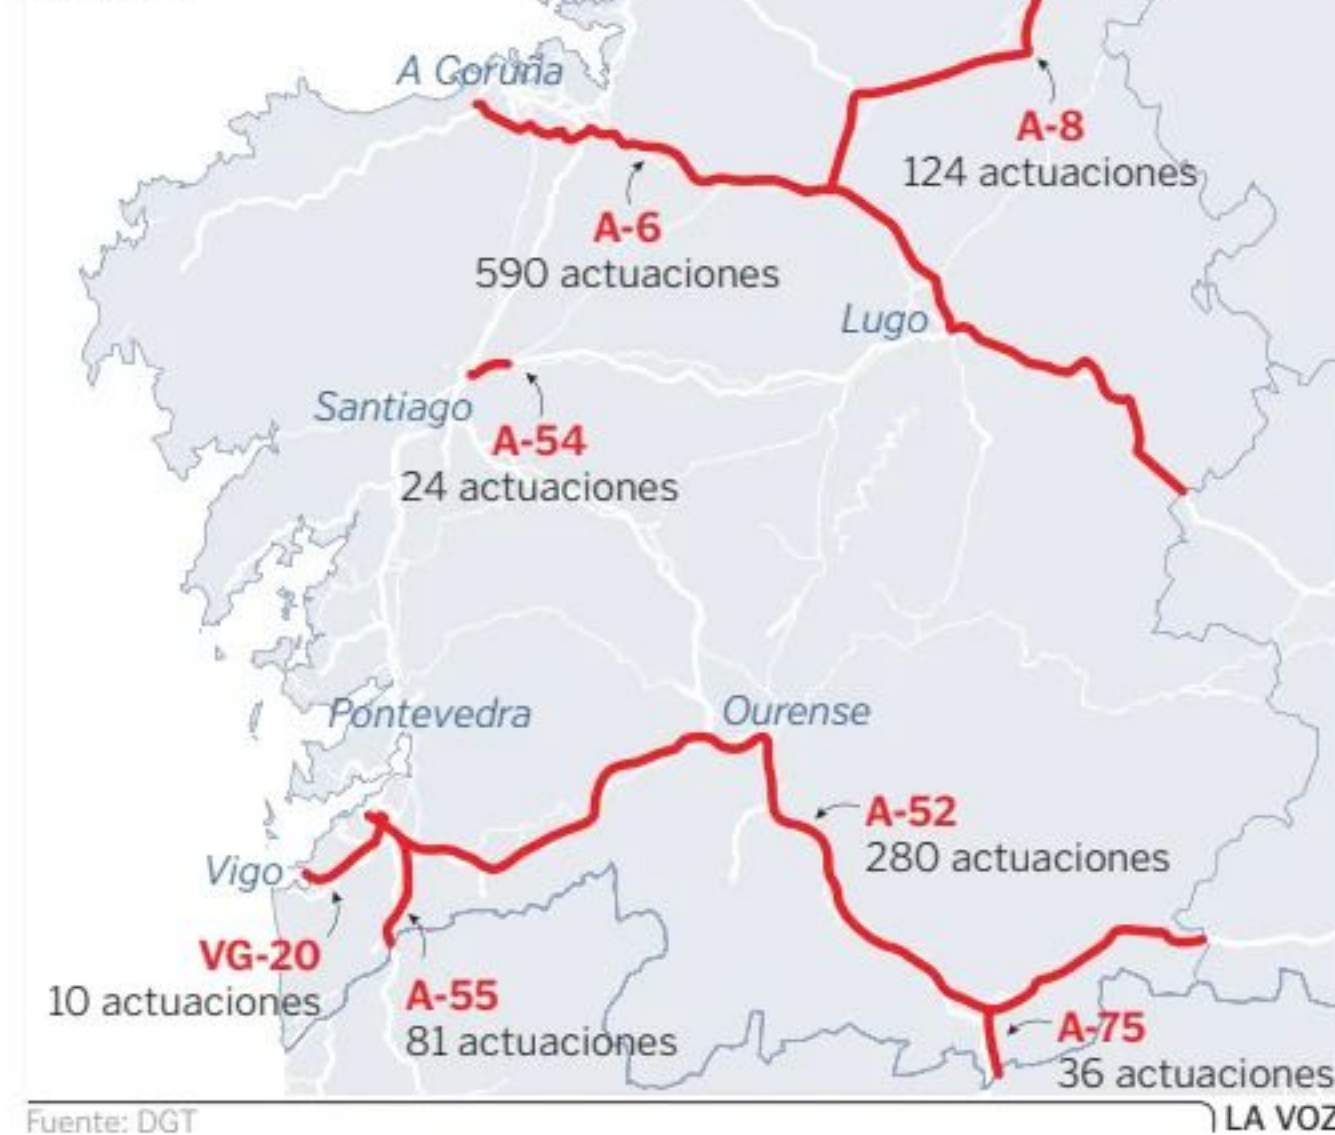 A Coruña
A-8
124 actuaciones
A-6
590 actuaciones
Lugo
Santiago
A-54
24 actuaciones
Pontevedra
Ourense
A-52
280 actuaciones
Vigo
VG-20
10 actuaciones
A-55
81 actuaciones
A-75
36 actuaciones
Fuente: DGT
LA VOZ